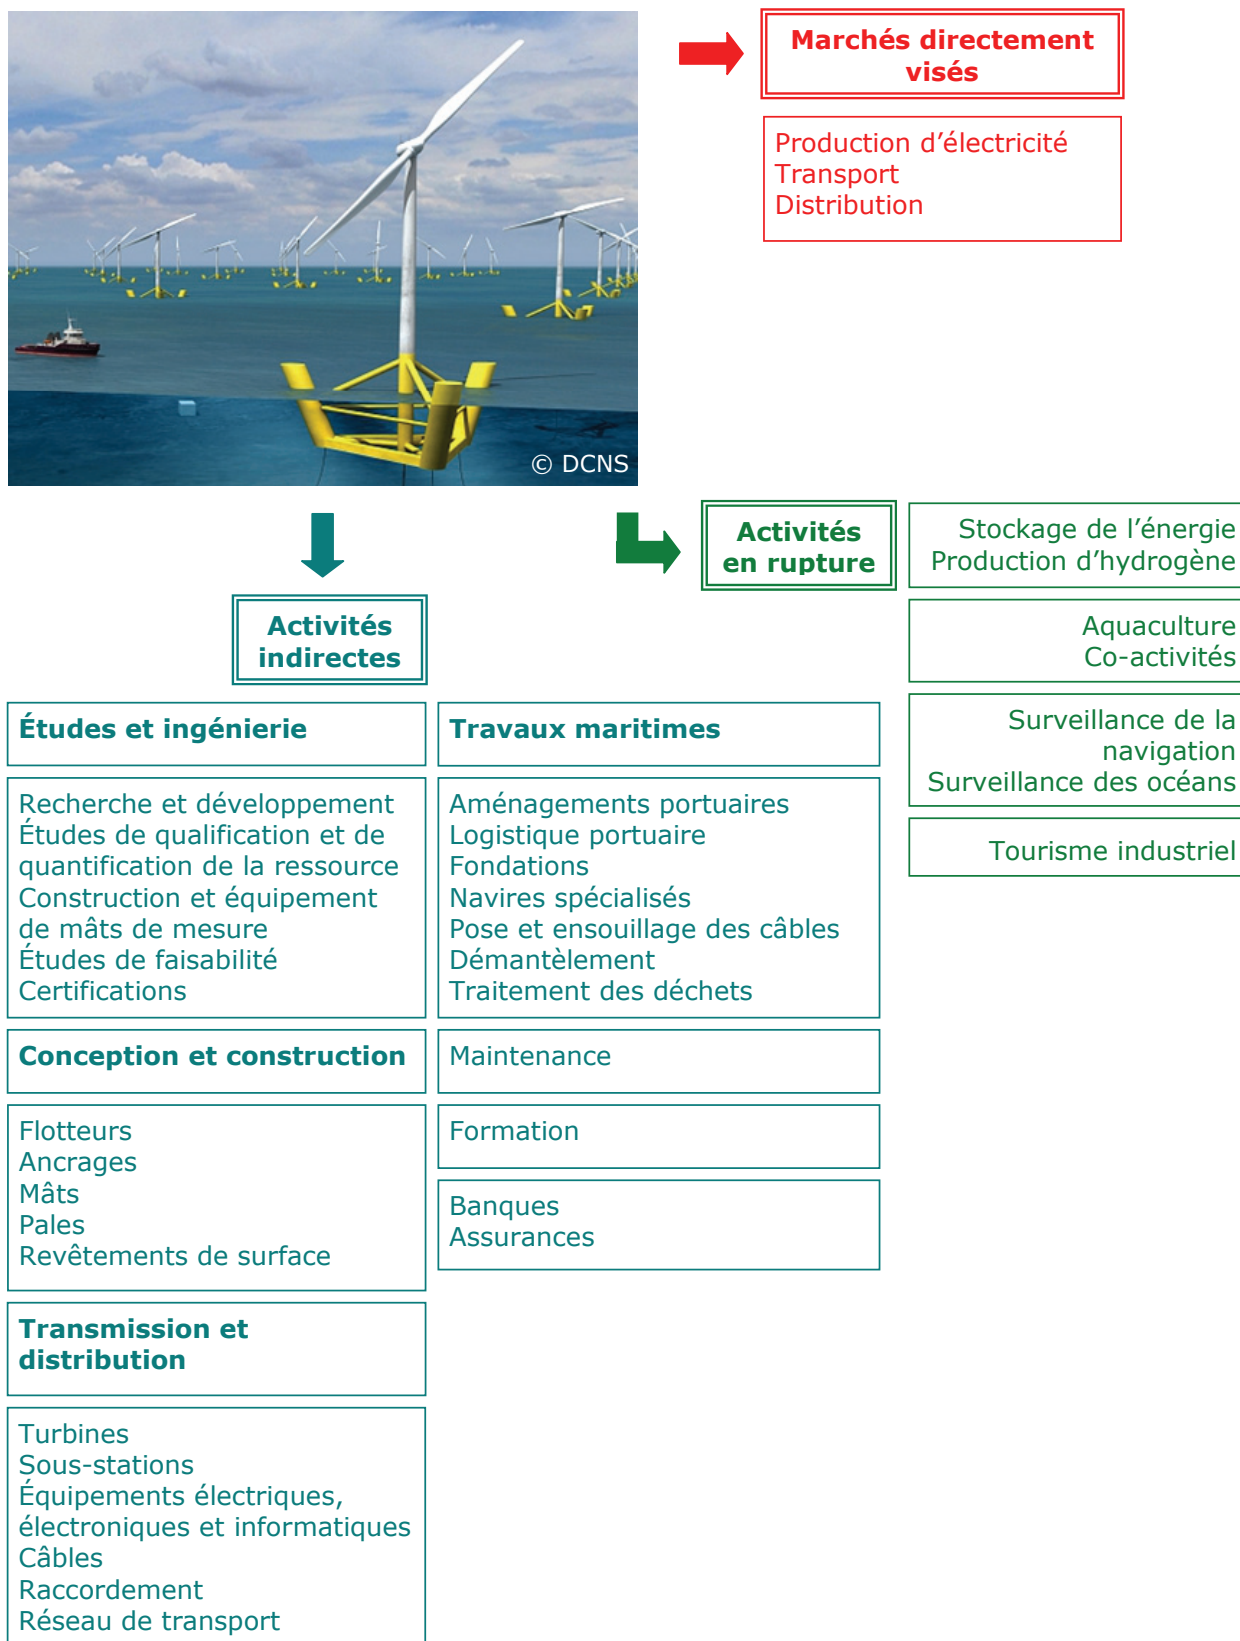 Marchés directement
visés
Production d’électricité
Transport
Distribution
© DCNS
Activités
en rupture
Stockage de l’énergie
Production d’hydrogène
Aquaculture
Co-activités
Surveillance de la
navigation
Surveillance des océans
Tourisme industriel
Activités
indirectes
Études et ingénierie
Recherche et développement
Études de qualification et de
quantification de la ressource
Construction et équipement
de mâts de mesure
Études de faisabilité
Certifications
Conception et construction
Flotteurs
Ancrages
Mâts
Pales
Revêtements de surface
Transmission et
distribution
Turbines
Sous-stations
Équipements électriques,
électroniques et informatiques
Câbles
Raccordement
Réseau de transport
Travaux maritimes
Aménagements portuaires
Logistique portuaire
Fondations
Navires spécialisés
Pose et ensouillage des câbles
Démantèlement
Traitement des déchets
Maintenance
Formation
Banques
Assurances